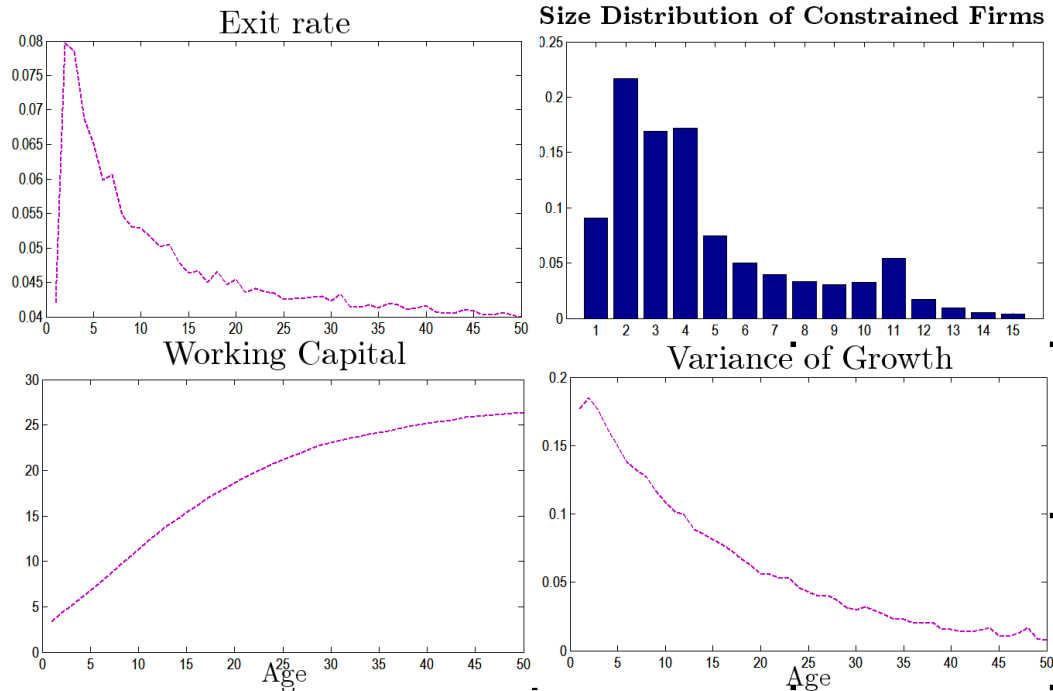 Exit rate
0.08
0.075
0.07
0.065
0.06
0.055
0.05
0.045
0.04
0 5 10 15 20 25 30 35 40 45 50
Size Distribution of Constrained Firms
0.25
0.2
0.15
0.1
0.05
0
1 2 3 4 5 6 7 8 9 10 11 12 13 14 15
Working Capital
30
25
20
15
10
5
0
0 5 10 15 20 25 30 35 40 45 50
Age
Variance of Growth
0.2
0.15
0.1
0.05
0
0 5 10 15 20 25 30 35 40 45 50
Age